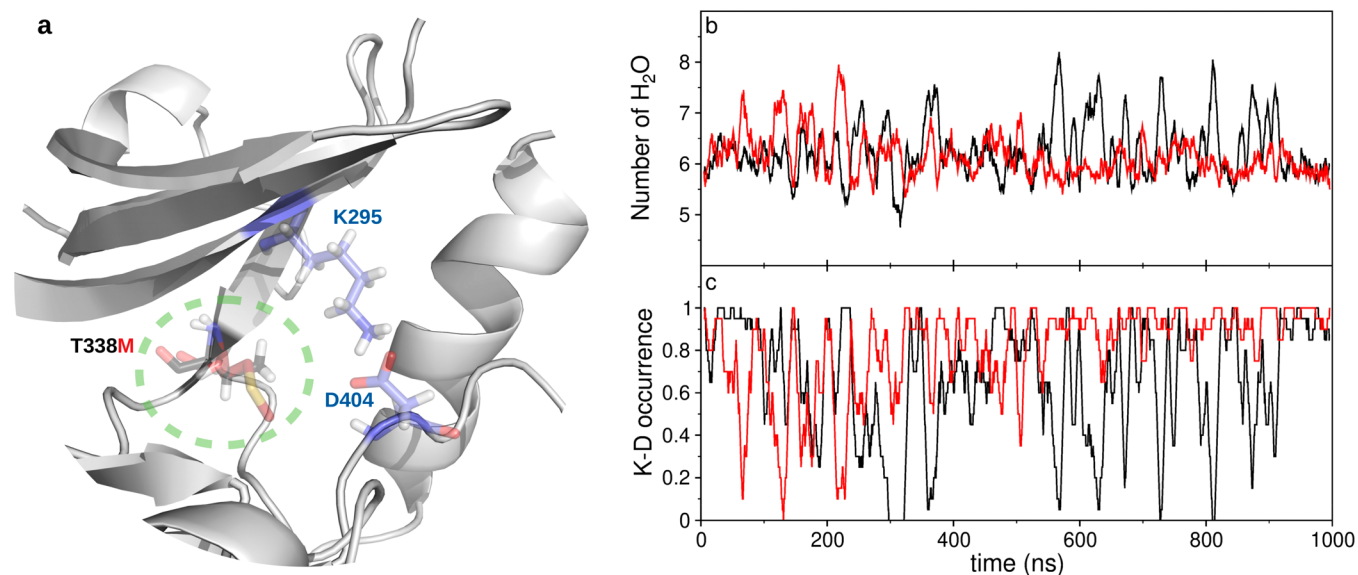 a
K295
T338M
D404
b
Number of H₂O
8
7
6
5
c
K-D occurrence
1
0.8
0.6
0.4
0.2
0
0 200 400 600 800 1000
time (ns)